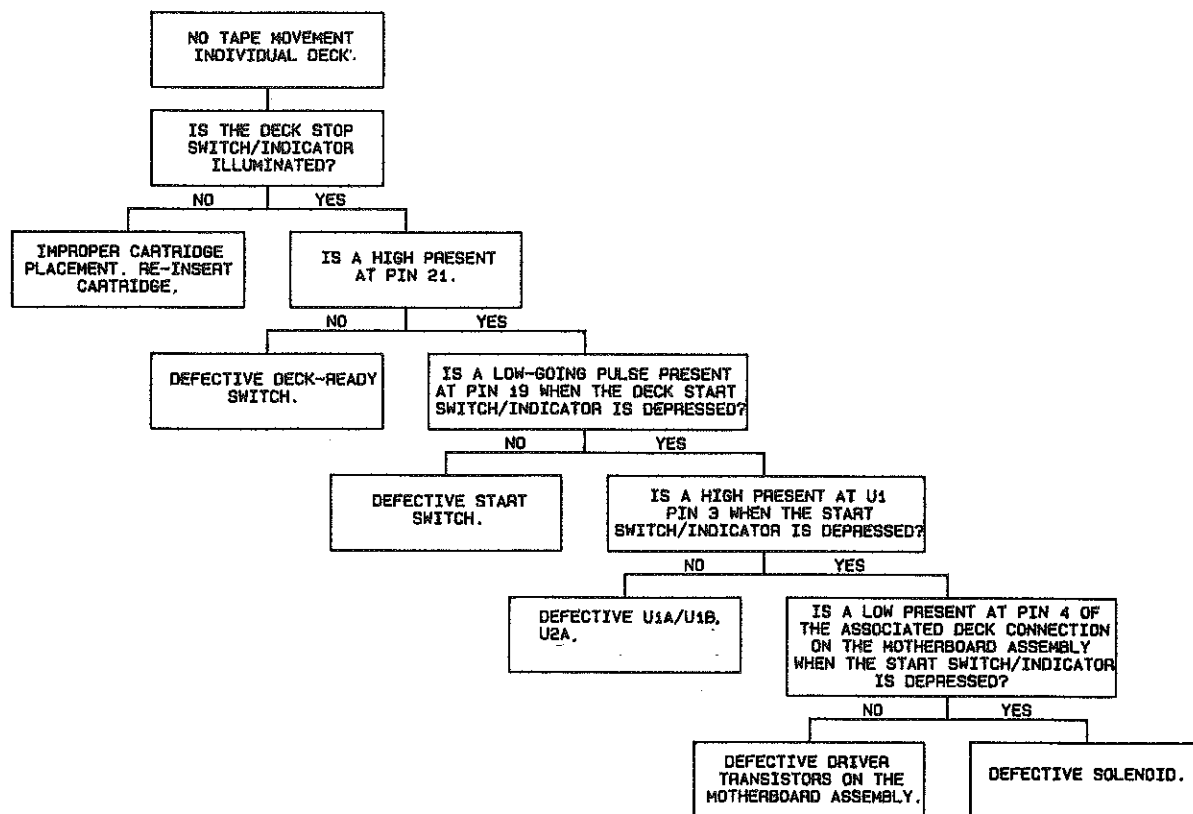 NO TAPE MOVEMENT
INDIVIDUAL DECK.
IS THE DECK STOP
SWITCH/INDICATOR
ILLUMINATED?
NO
YES
IMPROPER CARTRIDGE
PLACEMENT. RE-INSERT
CARTRIDGE.
IS A HIGH PRESENT
AT PIN 21.
NO
YES
DEFECTIVE DECK-READY
SWITCH.
IS A LOW-GOING PULSE PRESENT
AT PIN 19 WHEN THE DECK START
SWITCH/INDICATOR IS DEPRESSED?
NO
YES
DEFECTIVE START
SWITCH.
IS A HIGH PRESENT AT U1
PIN 3 WHEN THE START
SWITCH/INDICATOR IS DEPRESSED?
NO
YES
DEFECTIVE U1A/U1B,
U2A.
IS A LOW PRESENT AT PIN 4 OF
THE ASSOCIATED DECK CONNECTION
ON THE MOTHERBOARD ASSEMBLY
WHEN THE START SWITCH/INDICATOR
IS DEPRESSED?
NO
YES
DEFECTIVE DRIVER
TRANSISTORS ON THE
MOTHERBOARD ASSEMBLY.
DEFECTIVE SOLENOID.